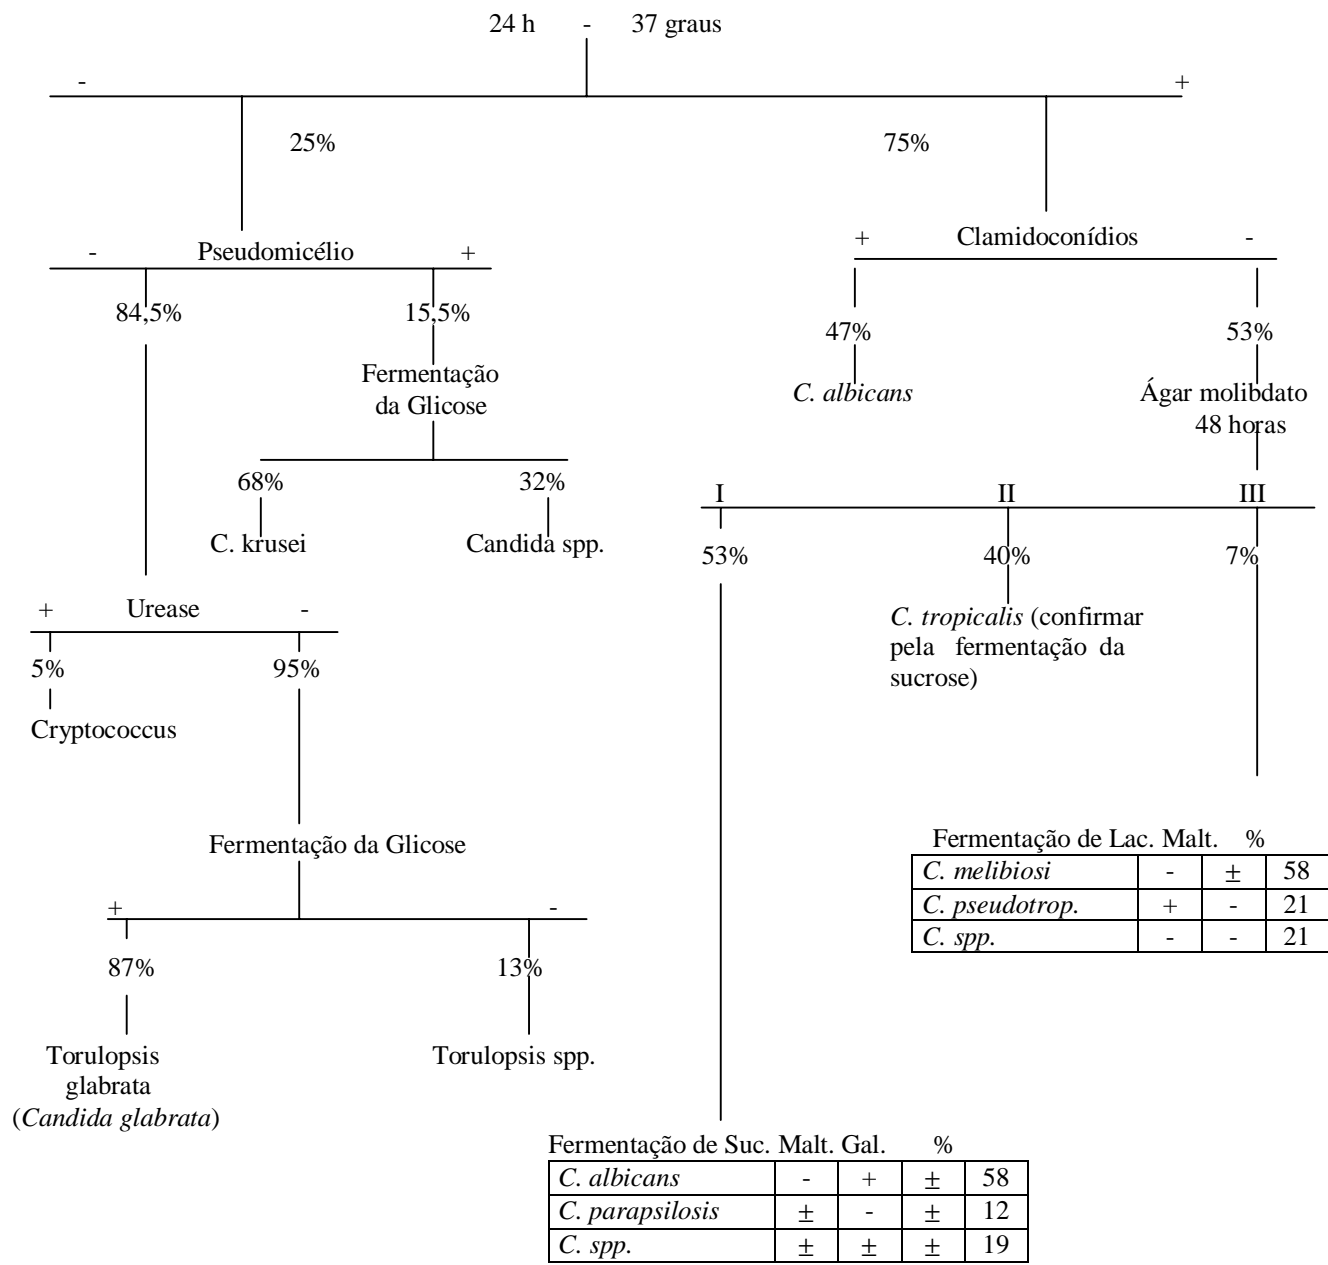 24 h - 37 graus
- +
25% 75%
- Pseudomicélio +
+ Clamidoconídios -
84,5% 15,5%
47% 53%
Fermentação
da Glicose
C. albicans
Ágar molibdato
48 horas
68% 32%
I II III
C. krusei Candida spp.
53% 40% 7%
+ Urease -
C. tropicalis (confirmar
pela fermentação da
sucrose)
5% 95%
Cryptococcus
Fermentação da Glicose
Fermentação de Lac. Malt. %
C. melibiosi - ± 58
C. pseudotrop. + - 21
C. spp. - - 21
+ -
87% 13%
Torulopsis
glabrata
(Candida glabrata)
Torulopsis spp.
Fermentação de Suc. Malt. Gal. %
C. albicans - + ± 58
C. parapsilosis ± - ± 12
C. spp. ± ± ± 19